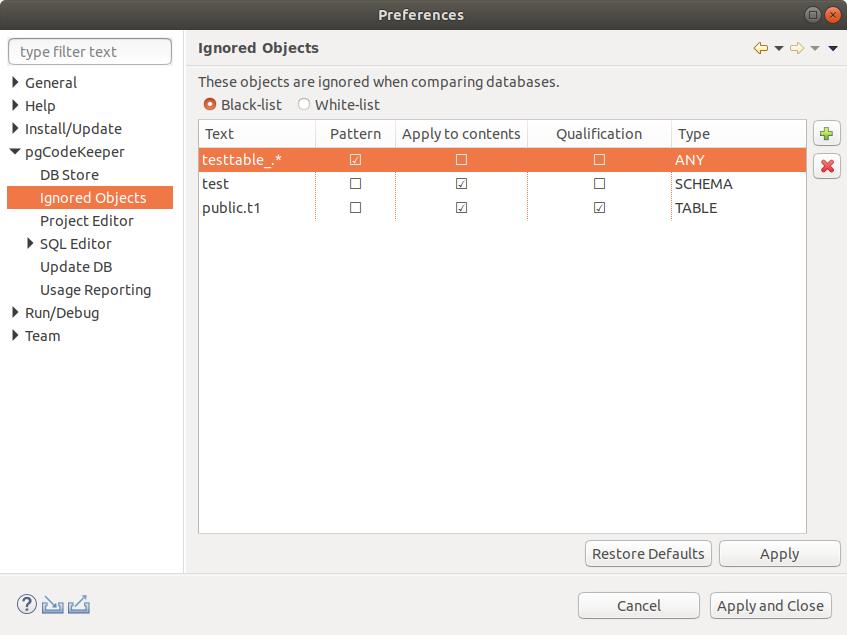 Preferences
type filter text
General
Help
Install/Update
pgCodeKeeper
DB Store
Ignored Objects
Project Editor
SQL Editor
Update DB
Usage Reporting
Run/Debug
Team
Ignored Objects
These objects are ignored when comparing databases.
Black-list White-list
Text Pattern Apply to contents Qualification Type
testtable_.* ANY
test SCHEMA
public.t1 TABLE
Restore Defaults Apply
Cancel Apply and Close